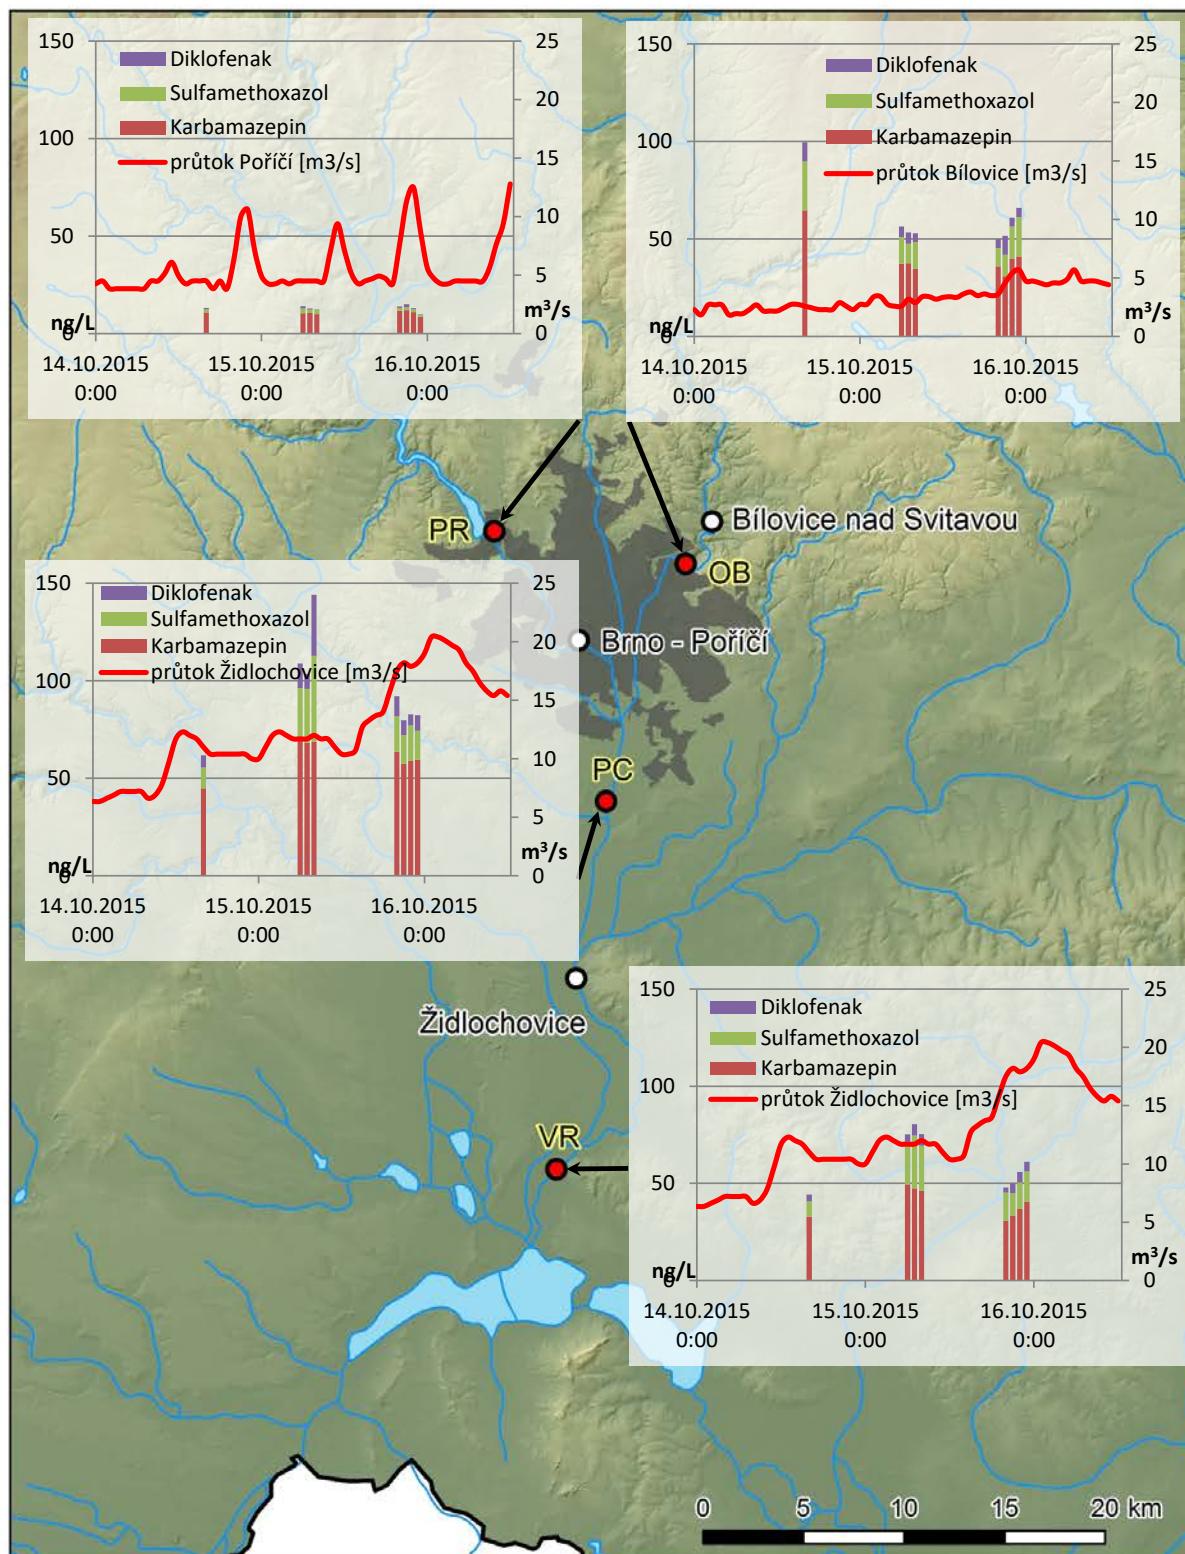 150
100
50
0
ng/L
25
20
15
10
5
0
m³/s
Diklofenak
Sulfamethoxazol
Karbamazepin
průtok Poříčí [m3/s]
14.10.2015
0:00
15.10.2015
0:00
16.10.2015
0:00
150
100
50
0
ng/L
25
20
15
10
5
0
m³/s
Diklofenak
Sulfamethoxazol
Karbamazepin
průtok Bílovice [m3/s]
14.10.2015
0:00
15.10.2015
0:00
16.10.2015
0:00
PR
Bílovice nad Svitavou
OB
Brno - Poříčí
150
100
50
0
ng/L
25
20
15
10
5
0
m³/s
Diklofenak
Sulfamethoxazol
Karbamazepin
průtok Židlochovice [m3/s]
14.10.2015
0:00
15.10.2015
0:00
16.10.2015
0:00
PC
Židlochovice
VR
150
100
50
0
ng/L
25
20
15
10
5
0
m³/s
Diklofenak
Sulfamethoxazol
Karbamazepin
průtok Židlochovice [m3/s]
14.10.2015
0:00
15.10.2015
0:00
16.10.2015
0:00
0 5 10 15 20 km